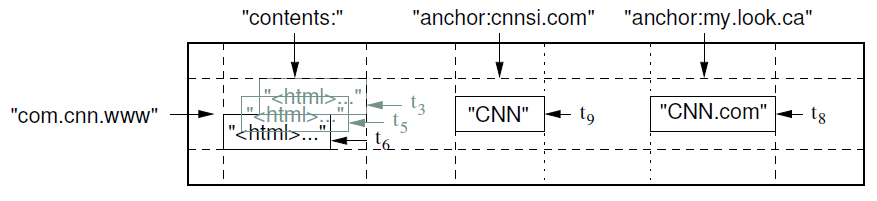 "contents:" "anchor:cnnsi.com" "anchor:my.look.ca"
"<html>..." t3
"com.cnn.www" "<html>..." t5 "CNN" t9 "CNN.com" t8
"<html>..." t6